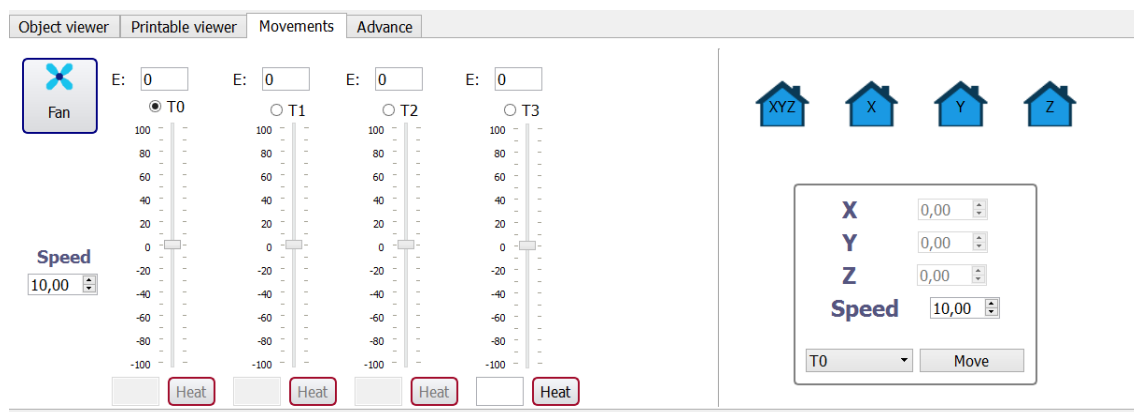 Object viewer Printable viewer Movements Advance
Fan
E: 0 E: 0 E: 0 E: 0
T0 T1 T2 T3
100 100 100 100
80 80 80 80
60 60 60 60
40 40 40 40
20 20 20 20
0 0 0 0
-20 -20 -20 -20
-40 -40 -40 -40
-60 -60 -60 -60
-80 -80 -80 -80
-100 -100 -100 -100
Speed
10,00
Heat Heat Heat Heat
XYZ X Y Z
X 0,00
Y 0,00
Z 0,00
Speed 10,00
T0 Move